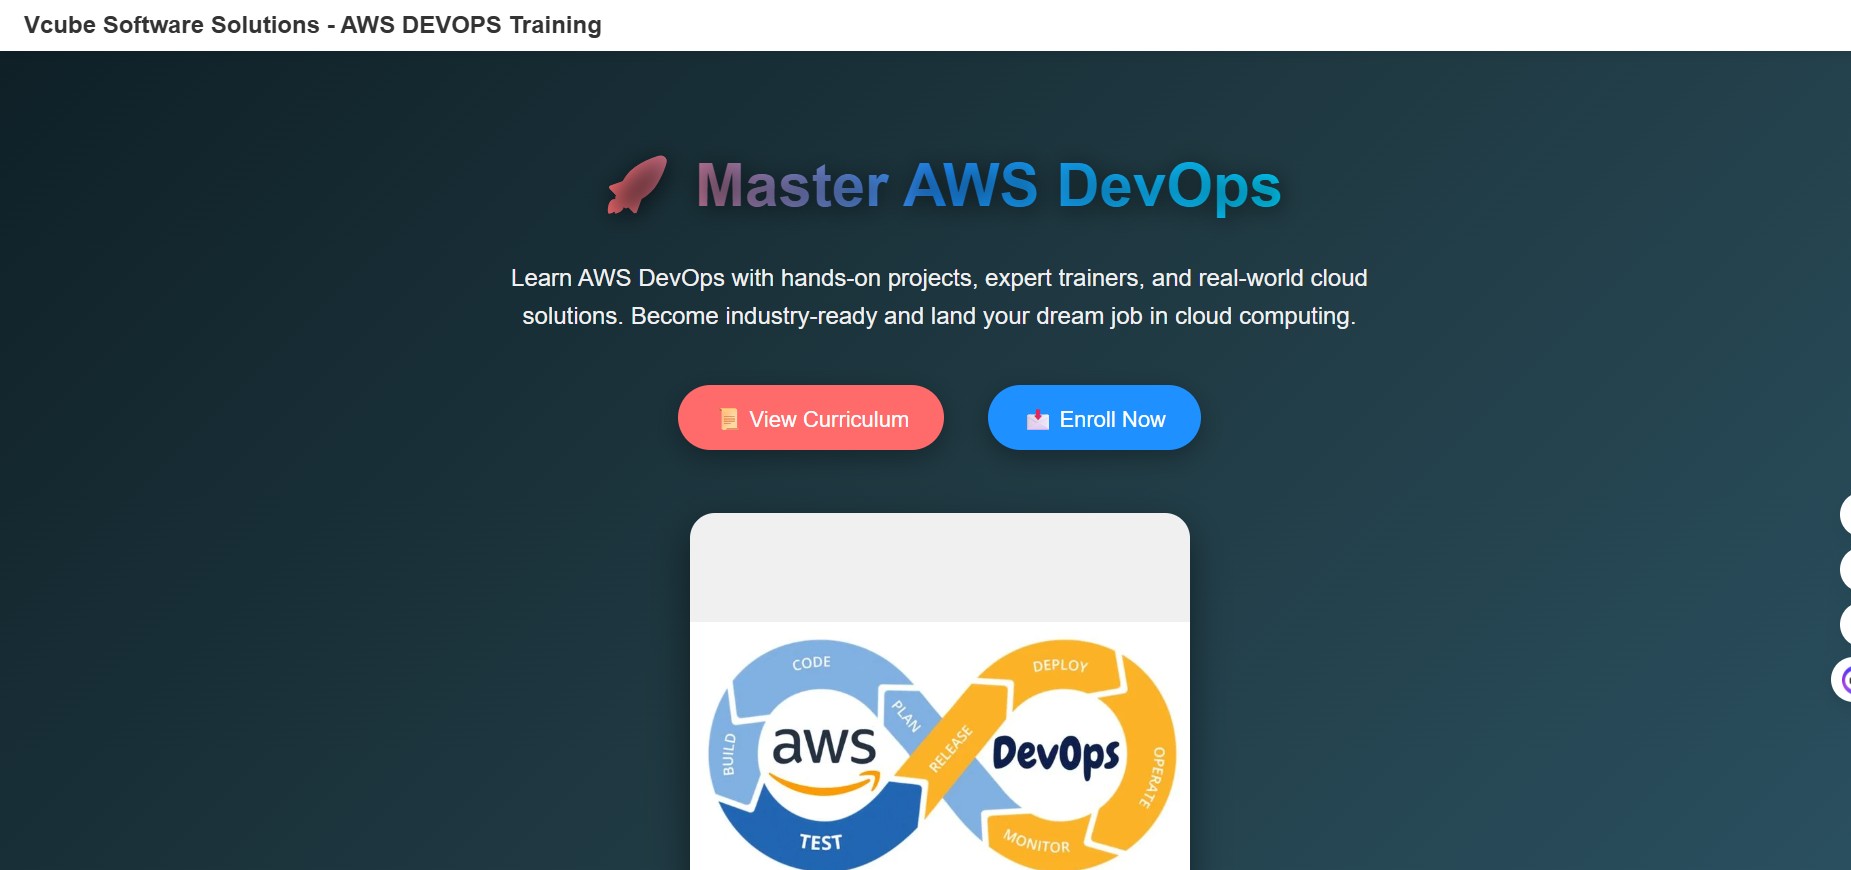 Vcube Software Solutions - AWS DEVOPS Training
🚀 Master AWS DevOps
Learn AWS DevOps with hands-on projects, expert trainers, and real-world cloud
solutions. Become industry-ready and land your dream job in cloud computing.
📜 View Curriculum
📩 Enroll Now
CODE
DEPLOY
PLAN
BUILD
aws
RELEASE
DevOps
OPERATE
TEST
MONITOR